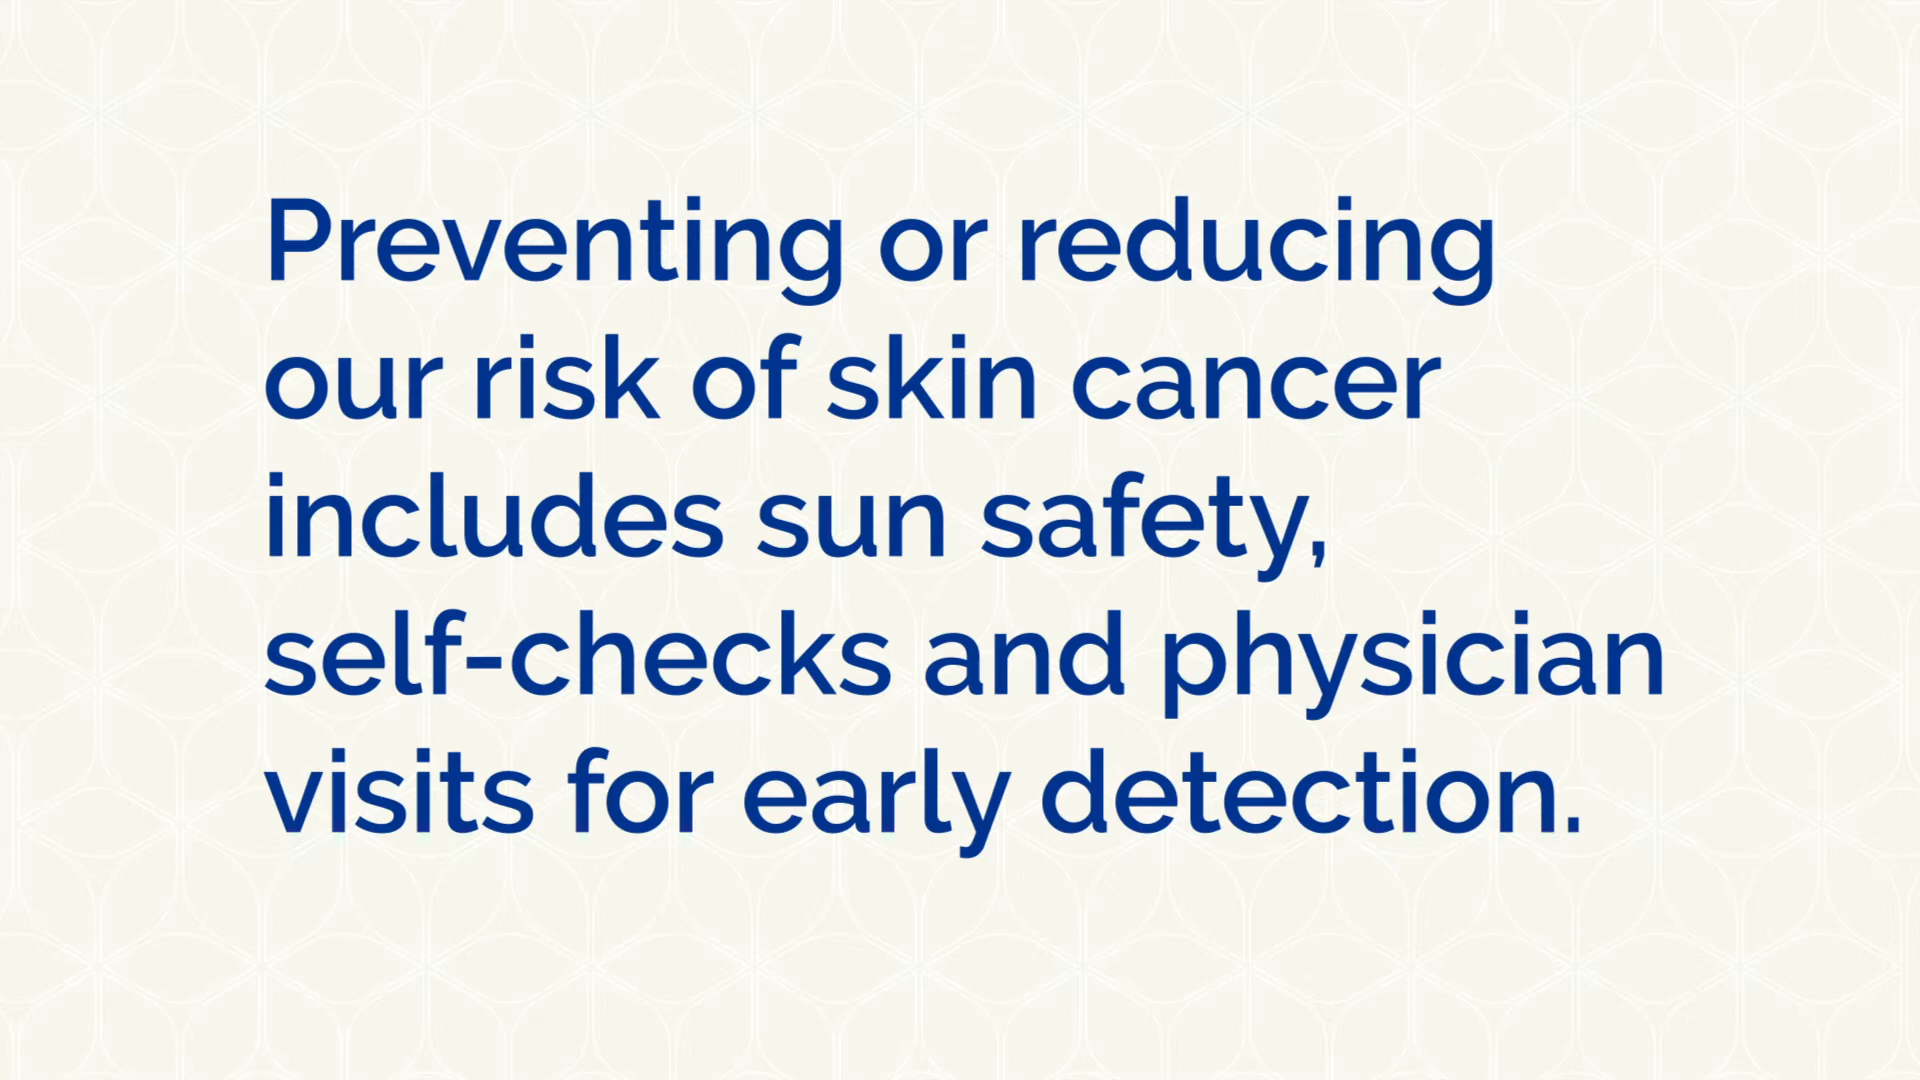 Preventing or reducing
our risk of skin cancer
includes sun safety,
self-checks and physician
visits for early detection.